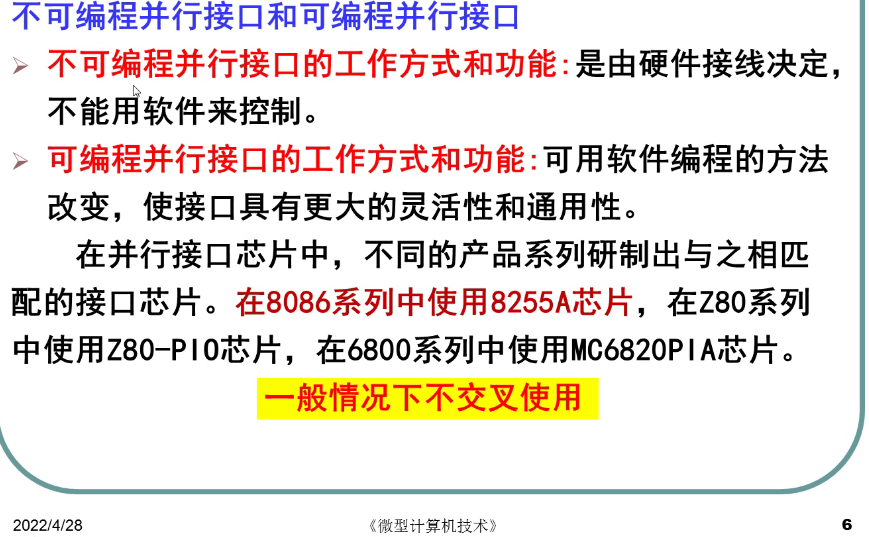 不可编程并行接口和可编程并行接口
不可编程并行接口的工作方式和功能:是由硬件接线决定，
不能用软件来控制。
可编程并行接口的工作方式和功能:可用软件编程的方法
改变，使接口具有更大的灵活性和通用性。
在并行接口芯片中，不同的产品系列研制出与之相匹
配的接口芯片。在8086系列中使用8255A芯片，在Z80系列
中使用Z80-PIO芯片，在6800系列中使用MC6820PIA芯片。
一般情况下不交叉使用
2022/4/28 《微型计算机技术》 6